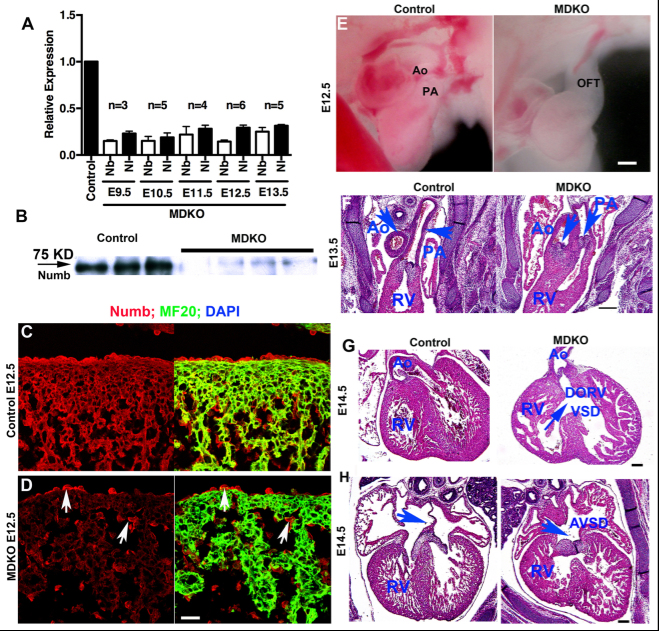 A
Relative Expression
1.5
1.0
0.5
0.0
n=3 n=5 n=4 n=6 n=5
Control Nb Nl Nb Nl Nb Nl Nb Nl Nb Nl
E9.5 E10.5 E11.5 E12.5 E13.5
MDKO
B
Control MDKO
75 KD
Numb
Numb; MF20; DAPI
C
Control E12.5
D
MDKO E12.5
Control MDKO
E
E12.5
Ao
PA
OFT
Control MDKO
F
E13.5
Ao PA
RV
Ao PA
RV
Control MDKO
G
E14.5
Ao
RV
Ao
DORV
RV VSD
H
E14.5
RV
AVSD
RV